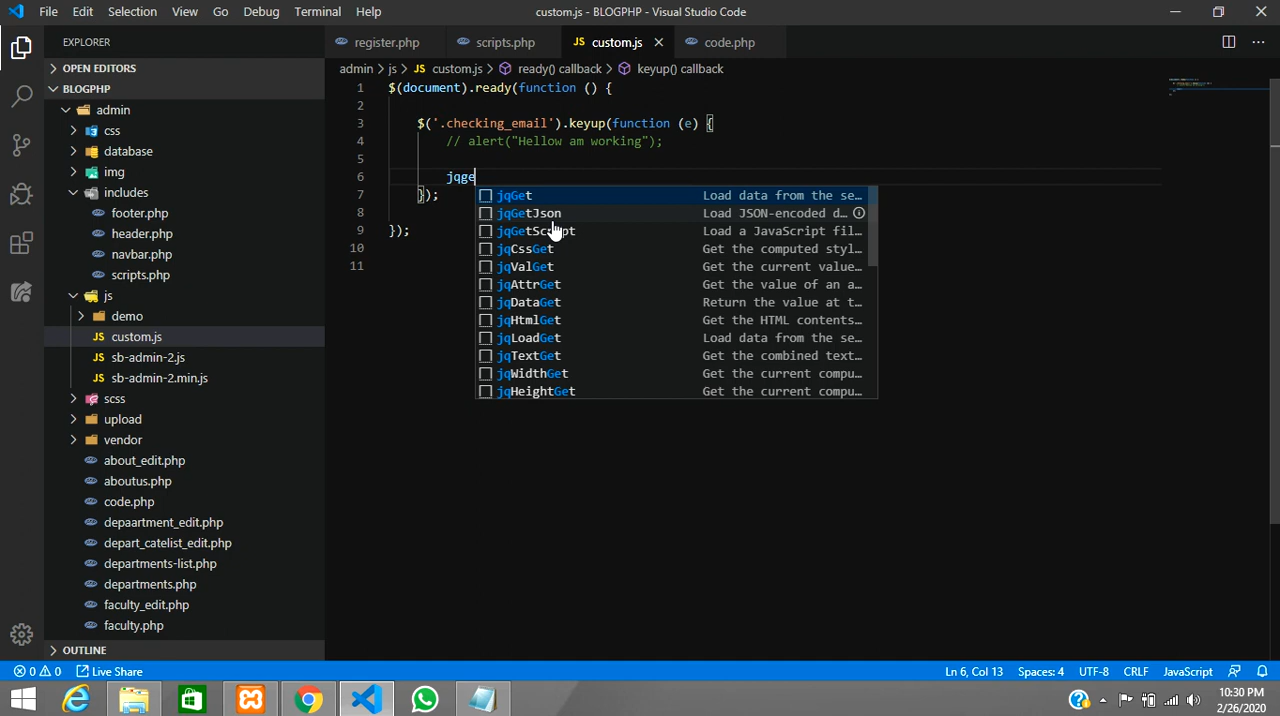 File Edit Selection View Go Debug Terminal Help custom.js - BLOGPHP - Visual Studio Code
EXPLORER
OPEN EDITORS
BLOGPHP
admin
css
database
img
includes
footer.php
header.php
navbar.php
scripts.php
js
demo
JS custom.js
JS sb-admin-2.js
JS sb-admin-2.min.js
scss
upload
vendor
about_edit.php
aboutus.php
code.php
depaartment_edit.php
depart_catelist_edit.php
departments-list.php
departments.php
faculty_edit.php
faculty.php
OUTLINE
register.php scripts.php JS custom.js code.php
admin > js > JS custom.js > ready() callback > keyup() callback
1 $(document).ready(function () {
2
3 $('.checking_email').keyup(function (e) {
4 // alert("Hellow am working");
5
6 jqge
7 });
8
9 });
10
11
jqGet Load data from the se…
jqGetJson Load JSON-encoded d…
jqGetScript Load a JavaScript fil…
jqCssGet Get the computed styl…
jqValGet Get the current value…
jqAttrGet Get the value of an a…
jqDataGet Return the value at t…
jqHtmlGet Get the HTML contents…
jqLoadGet Load data from the se…
jqTextGet Get the combined text…
jqWidthGet Get the current compu…
jqHeightGet Get the current compu…
0 0 Live Share Ln 6, Col 13 Spaces: 4 UTF-8 CRLF JavaScript
10:30 PM
2/26/2020